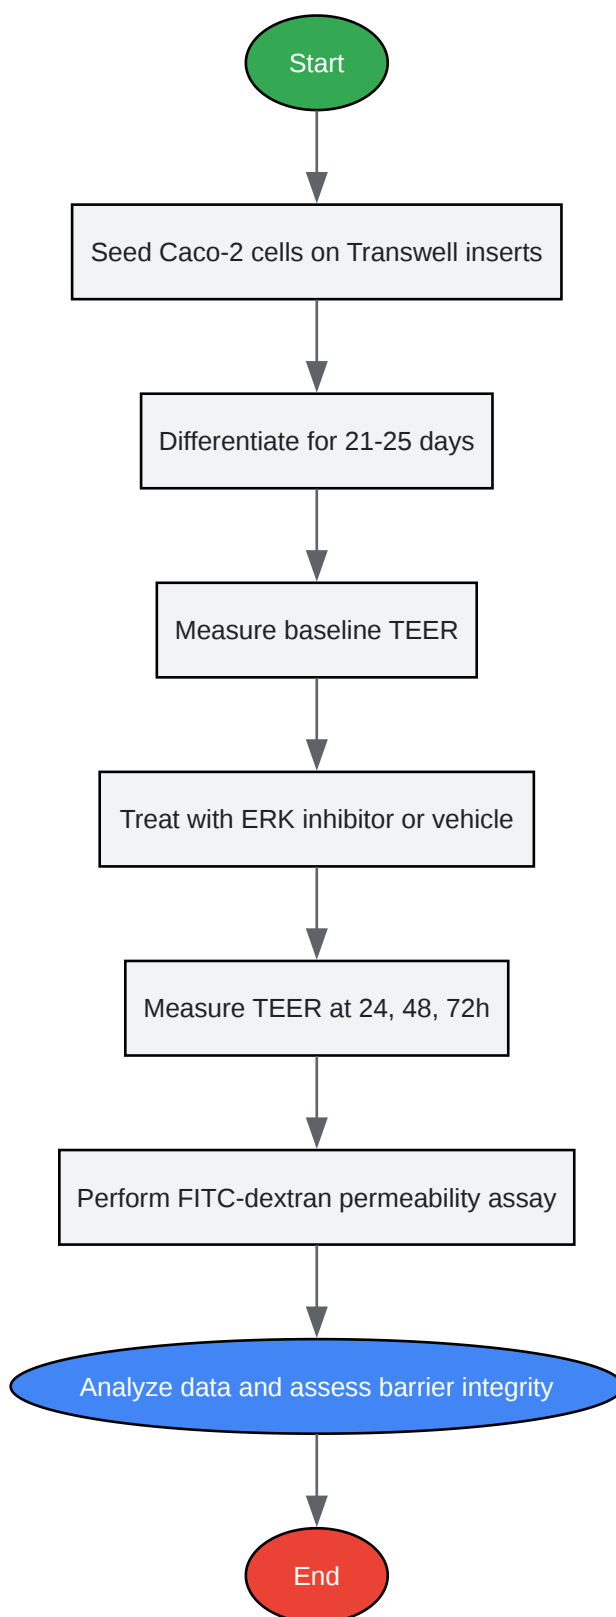 Start
Seed Caco-2 cells on Transwell inserts
Differentiate for 21-25 days
Measure baseline TEER
Treat with ERK inhibitor or vehicle
Measure TEER at 24, 48, 72h
Perform FITC-dextran permeability assay
Analyze data and assess barrier integrity
End